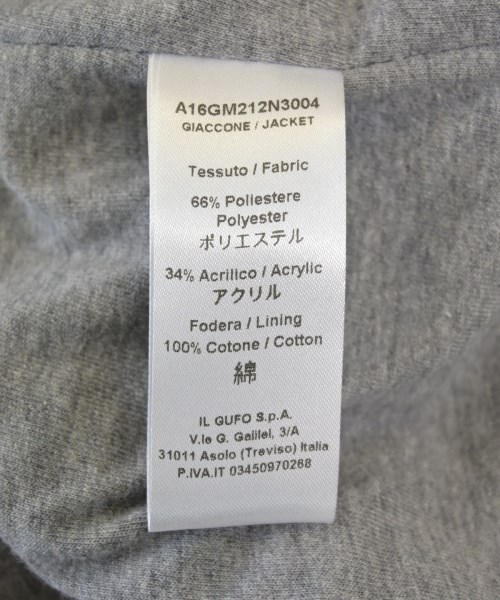 A16GM212N3004
GIACCONE / JACKET
Tessuto / Fabric
66% Poliestere
Polyester
ポリエステル
34% Acrilico / Acrylic
アクリル
Fodera / Lining
100% Cotone / Cotton
綿
IL GUFO S.p.A.
V.le G. Galilei, 3/A
31011 Asolo (Treviso) Italia
P.IVA.IT 03450970268